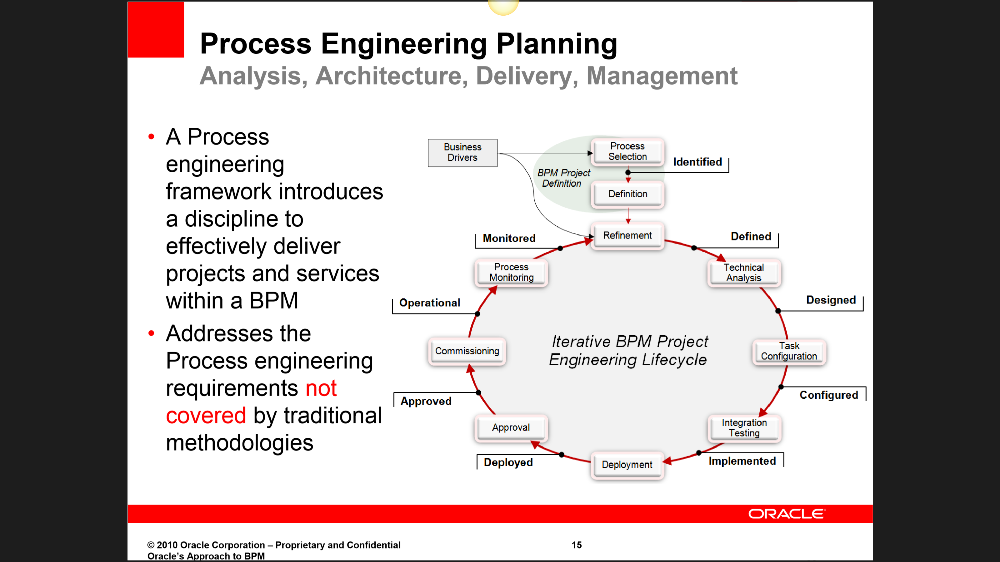 Process Engineering Planning
Analysis, Architecture, Delivery, Management
• A Process
engineering
framework introduces
a discipline to
effectively deliver
projects and services
within a BPM
• Addresses the
Process engineering
requirements not
covered by traditional
methodologies
Business
Drivers
Process
Selection
Identified
BPM Project
Definition
Definition
Refinement
Monitored
Defined
Process
Monitoring
Technical
Analysis
Operational
Designed
Iterative BPM Project
Engineering Lifecycle
Commissioning
Task
Configuration
Approved
Configured
Approval
Integration
Testing
Deployed
Deployment
Implemented
ORACLE
© 2010 Oracle Corporation – Proprietary and Confidential
15
Oracle's Approach to BPM